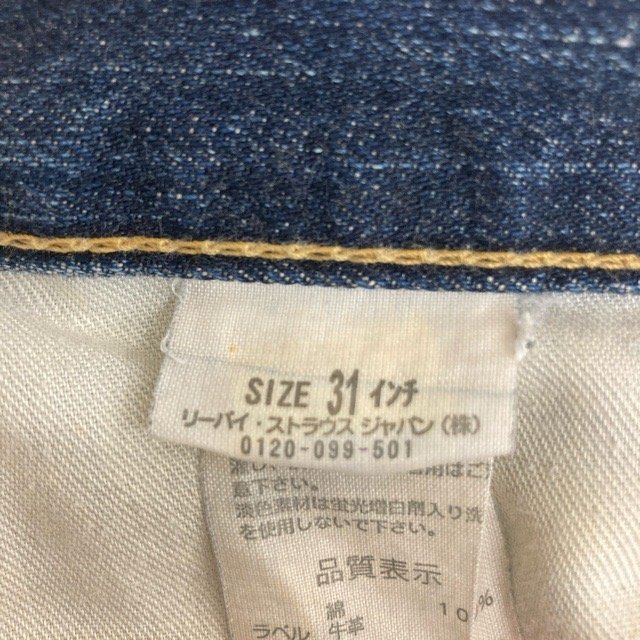 SIZE 31 インチ
リーバイ・ストラウス ジャパン(株)
0120-099-501
意下さい。
淡色素材は蛍光増白剤入り洗
を使用しないで下さい。
品質表示
綿 10 %
ラベル 牛革